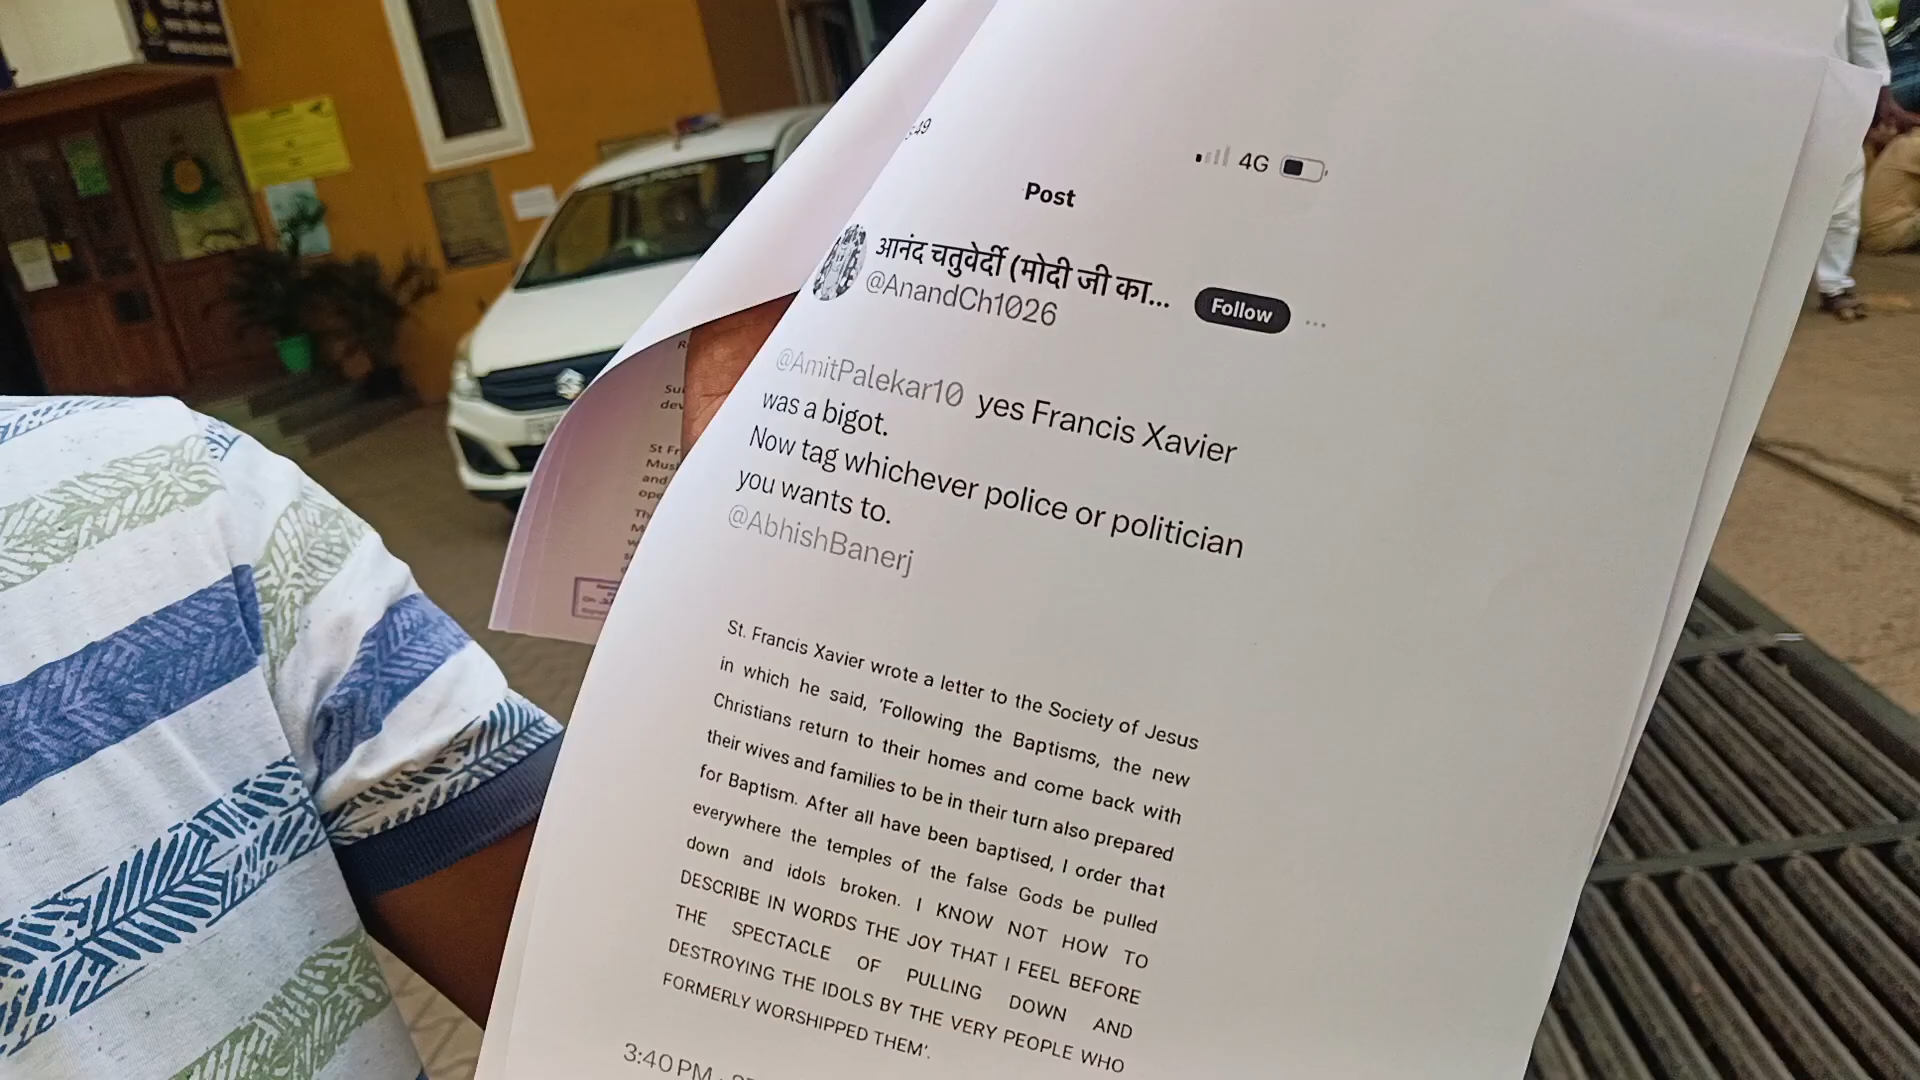 :49
4G
Post
आनंद चतुर्वेदी (मोदी जी का...
@AnandCh1026
Follow
@AmitPalekar10 yes Francis Xavier
was a bigot.
Now tag whichever police or politician
you wants to.
@AbhishBanerj
St. Francis Xavier wrote a letter to the Society of Jesus
in which he said, 'Following the Baptisms, the new
Christians return to their homes and come back with
their wives and families to be in their turn also prepared
for Baptism. After all have been baptised, I order that
everywhere the temples of the false Gods be pulled
down and idols broken. I KNOW NOT HOW TO
DESCRIBE IN WORDS THE JOY THAT I FEEL BEFORE
THE SPECTACLE OF PULLING DOWN AND
DESTROYING THE IDOLS BY THE VERY PEOPLE WHO
FORMERLY WORSHIPPED THEM'.
3:40 PM
St Fr
and